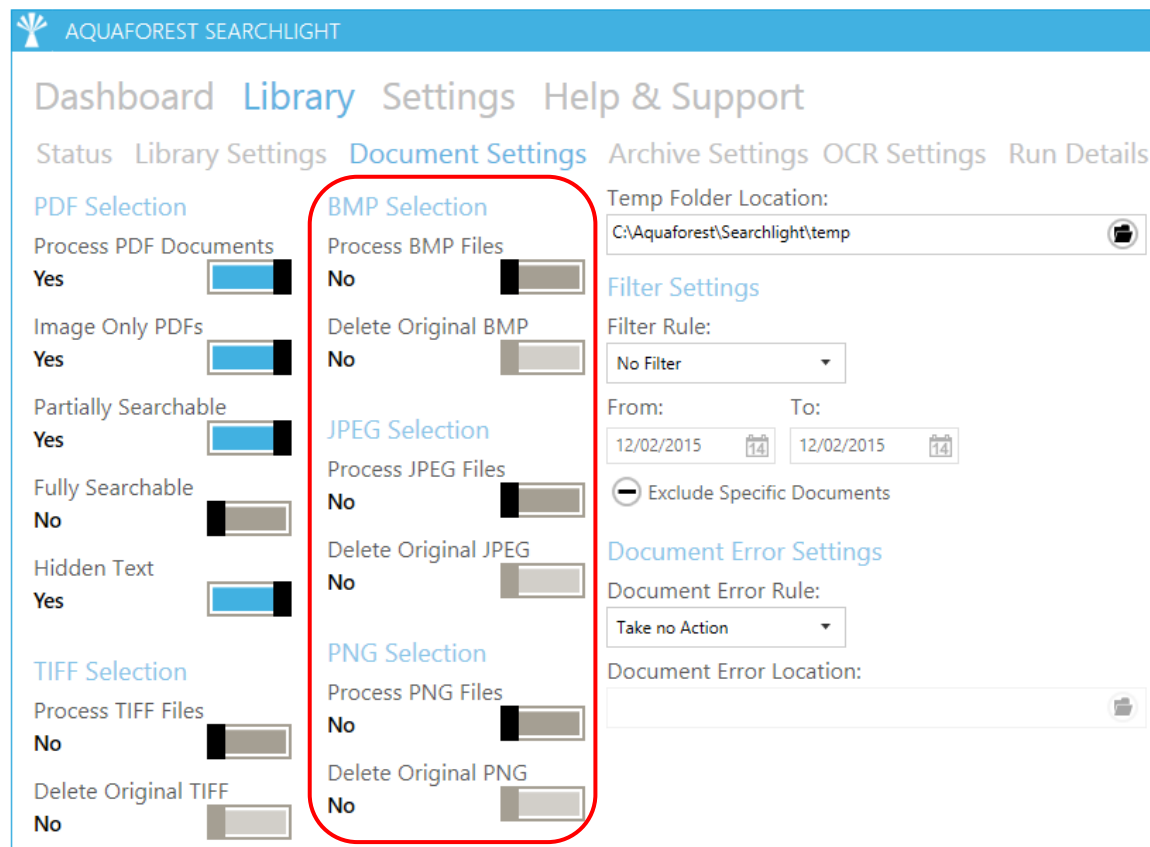 AQUAFOREST SEARCHLIGHT
Dashboard Library Settings Help & Support
Status Library Settings Document Settings Archive Settings OCR Settings Run Details
PDF Selection
Process PDF Documents
Yes
Image Only PDFs
Yes
Partially Searchable
Yes
Fully Searchable
No
Hidden Text
Yes
TIFF Selection
Process TIFF Files
No
Delete Original TIFF
No
BMP Selection
Process BMP Files
No
Delete Original BMP
No
JPEG Selection
Process JPEG Files
No
Delete Original JPEG
No
PNG Selection
Process PNG Files
No
Delete Original PNG
No
Temp Folder Location:
C:\Aquaforest\Searchlight\temp
Filter Settings
Filter Rule:
No Filter
From: To:
12/02/2015 14 12/02/2015 14
Exclude Specific Documents
Document Error Settings
Document Error Rule:
Take no Action
Document Error Location: